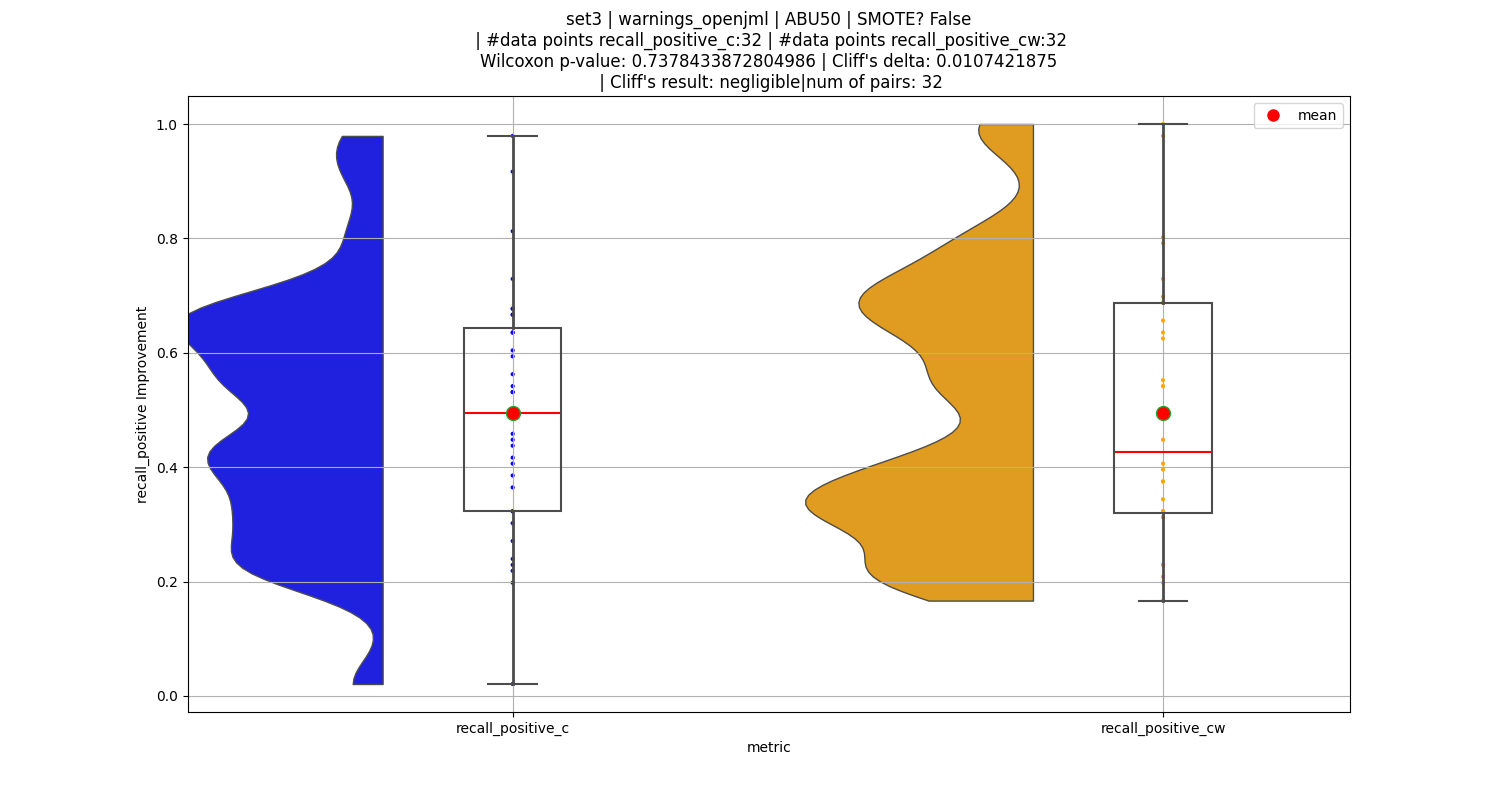 set3 | warnings_openjml | ABU50 | SMOTE? False
| #data points recall_positive_c:32 | #data points recall_positive_cw:32
Wilcoxon p-value: 0.7378433872804986 | Cliff's delta: 0.0107421875
| Cliff's result: negligible|num of pairs: 32
mean
recall_positive Improvement
1.0
0.8
0.6
0.4
0.2
0.0
recall_positive_c
recall_positive_cw
metric